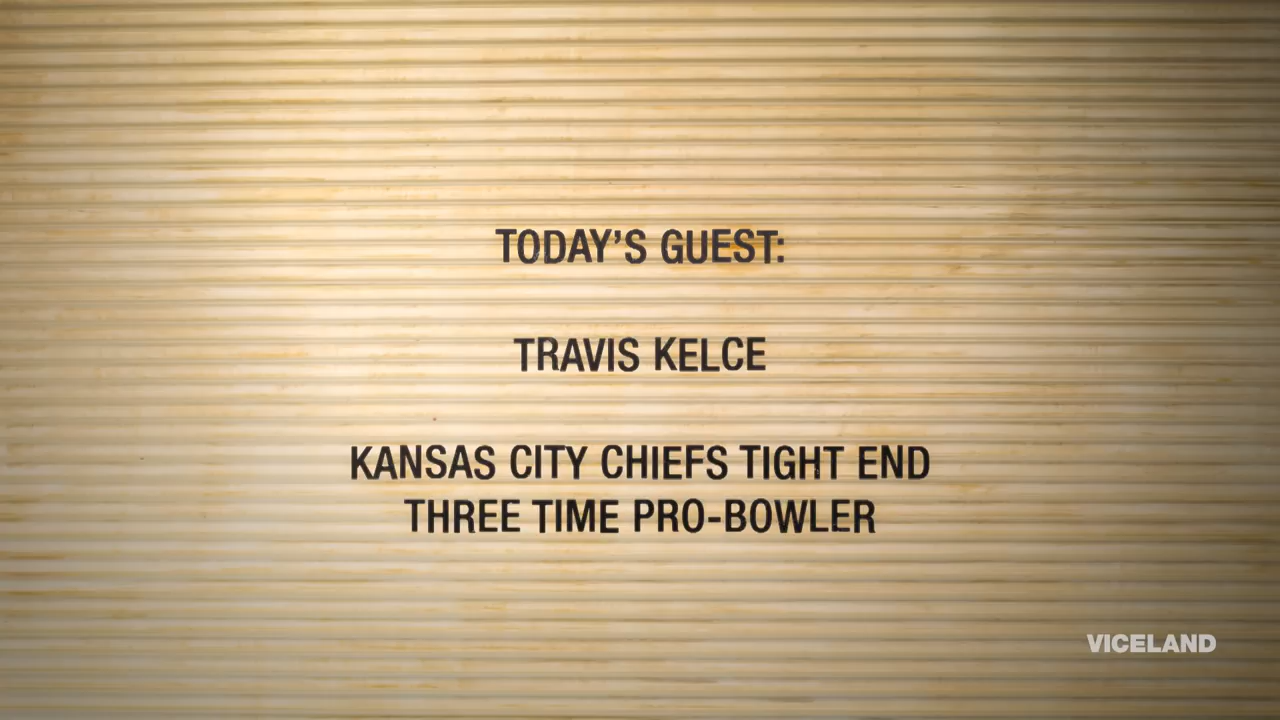 TODAY’S GUEST:
TRAVIS KELCE
KANSAS CITY CHIEFS TIGHT END
THREE TIME PRO-BOWLER
VICELAND